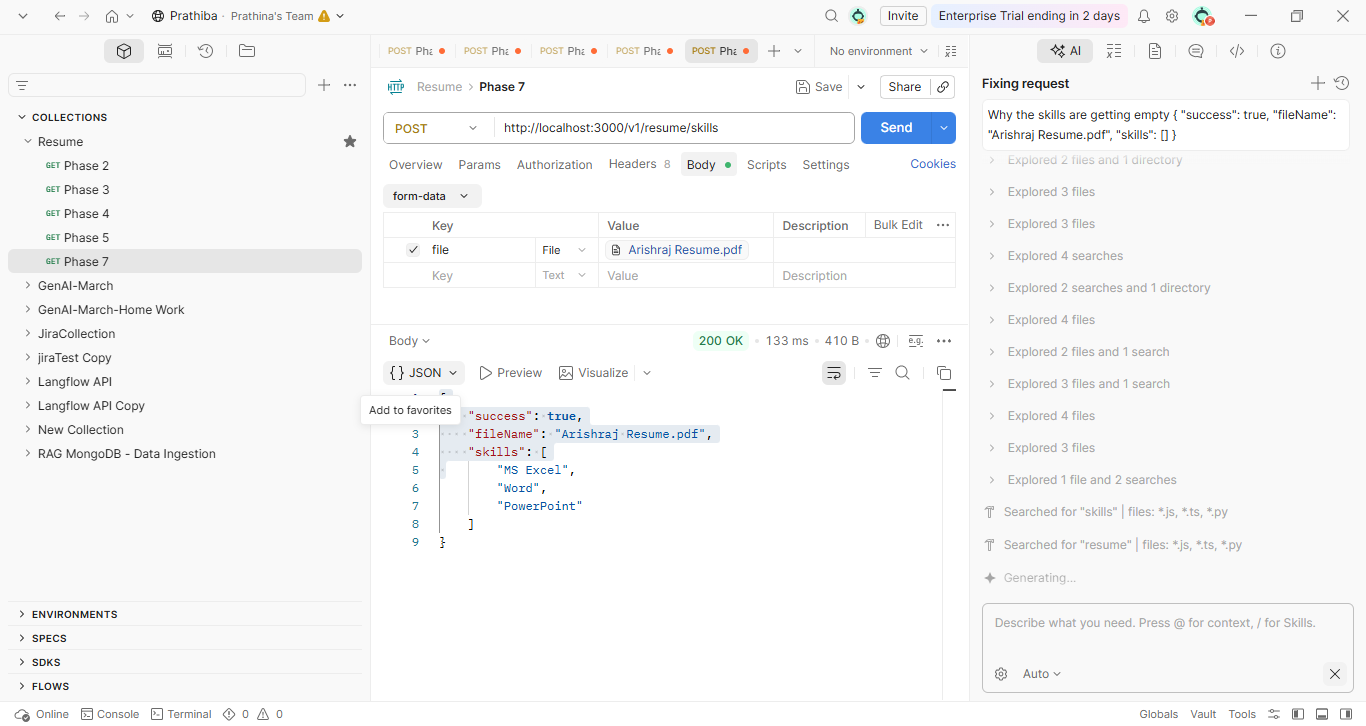 Prathiba · Prathina's Team
Invite
Enterprise Trial ending in 2 days
POST Pha
POST Pha
POST Pha
POST Pha
POST Pha
No environment
AI
COLLECTIONS
Resume
GET Phase 2
GET Phase 3
GET Phase 4
GET Phase 5
GET Phase 7
GenAI-March
GenAI-March-Home Work
JiraCollection
jiraTest Copy
Langflow API
Langflow API Copy
New Collection
RAG MongoDB - Data Ingestion
ENVIRONMENTS
SPECS
SDKS
FLOWS
HTTP Resume > Phase 7
Save
Share
POST http://localhost:3000/v1/resume/skills
Send
Overview Params Authorization Headers 8 Body Scripts Settings Cookies
form-data
Key Value Description Bulk Edit
file File Arishraj Resume.pdf
Key Text Value Description
Body 200 OK · 133 ms · 410 B · e.g.
{} JSON Preview Visualize
Add to favorites
"success": true,
3 "fileName": "Arishraj Resume.pdf",
4 "skills": [
5 "MS Excel",
6 "Word",
7 "PowerPoint"
8 ]
9 }
Fixing request
Why the skills are getting empty { "success": true, "fileName":
"Arishraj Resume.pdf", "skills": [] }
Explored 2 files and 1 directory
Explored 3 files
Explored 3 files
Explored 4 searches
Explored 2 searches and 1 directory
Explored 4 files
Explored 2 files and 1 search
Explored 3 files and 1 search
Explored 4 files
Explored 3 files
Explored 1 file and 2 searches
Searched for "skills" | files: *.js, *.ts, *.py
Searched for "resume" | files: *.js, *.ts, *.py
Generating...
Describe what you need. Press @ for context, / for Skills.
Auto
Online Console Terminal 0 0
Globals Vault Tools